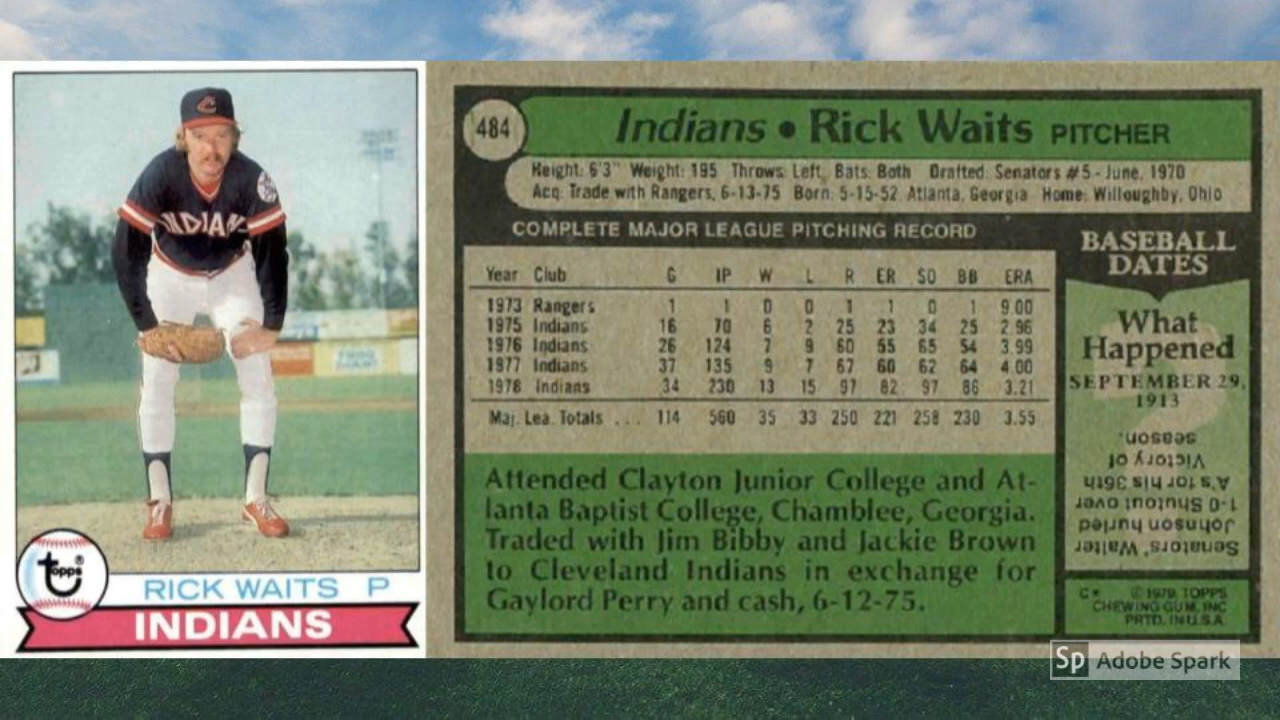 C
INDIANS
topps
RICK WAITS P
INDIANS
484
Indians • Rick Waits PITCHER
Height: 6'3" Weight: 195 Throws: Left, Bats: Both Drafted: Senators #5 - June, 1970
Acq: Trade with Rangers, 6-13-75 Born: 5-15-52, Atlanta, Georgia Home: Willoughby, Ohio
COMPLETE MAJOR LEAGUE PITCHING RECORD
Year Club G IP W L R ER SO BB ERA
1973 Rangers 1 1 0 0 1 1 0 1 9.00
1975 Indians 16 70 6 2 25 23 34 25 2.96
1976 Indians 26 124 7 9 60 55 65 54 3.99
1977 Indians 37 135 9 7 67 60 62 64 4.00
1978 Indians 34 230 13 15 97 82 97 86 3.21
Maj. Lea. Totals . . . 114 560 35 33 250 221 258 230 3.55
Attended Clayton Junior College and At-
lanta Baptist College, Chamblee, Georgia.
Traded with Jim Bibby and Jackie Brown
to Cleveland Indians in exchange for
Gaylord Perry and cash, 6-12-75.
BASEBALL
DATES
What
Happened
SEPTEMBER 29,
1913
Senators', Walter
Johnson hurled
1-0 Shutout over
A's for his 36th
Victory of
season.
C* © 1979, TOPPS
CHEWING GUM, INC
PRTD. IN U.S.A.
Sp Adobe Spark